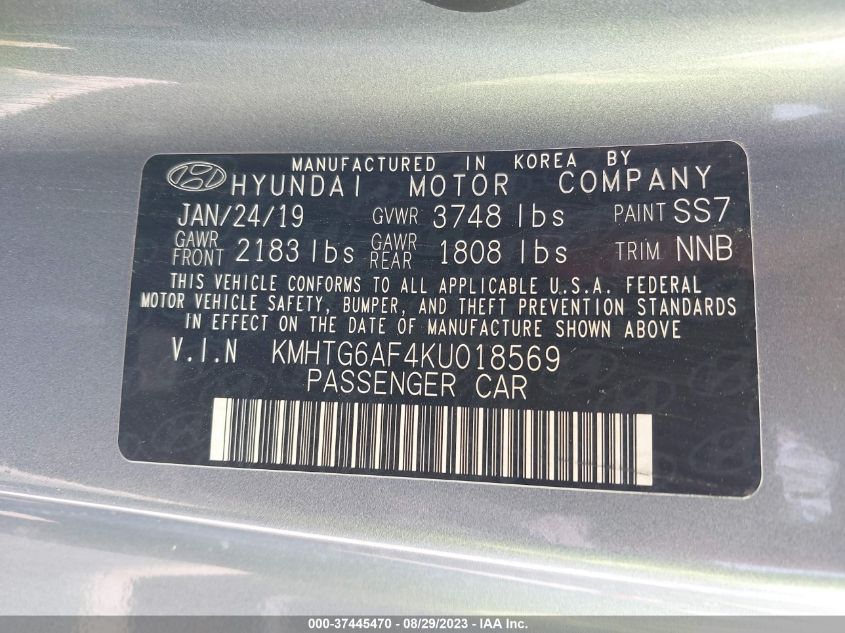 MANUFACTURED IN KOREA BY
HYUNDAI MOTOR COMPANY
JAN/24/19 GVWR 3748 lbs PAINT SS7
GAWR FRONT 2183 lbs GAWR REAR 1808 lbs TRIM NNB
THIS VEHICLE CONFORMS TO ALL APPLICABLE U.S.A. FEDERAL
MOTOR VEHICLE SAFETY, BUMPER, AND THEFT PREVENTION STANDARDS
IN EFFECT ON THE DATE OF MANUFACTURE SHOWN ABOVE
V.I.N KMHTG6AF4KU018569
PASSENGER CAR
000-37445470 - 08/29/2023 - IAA Inc.